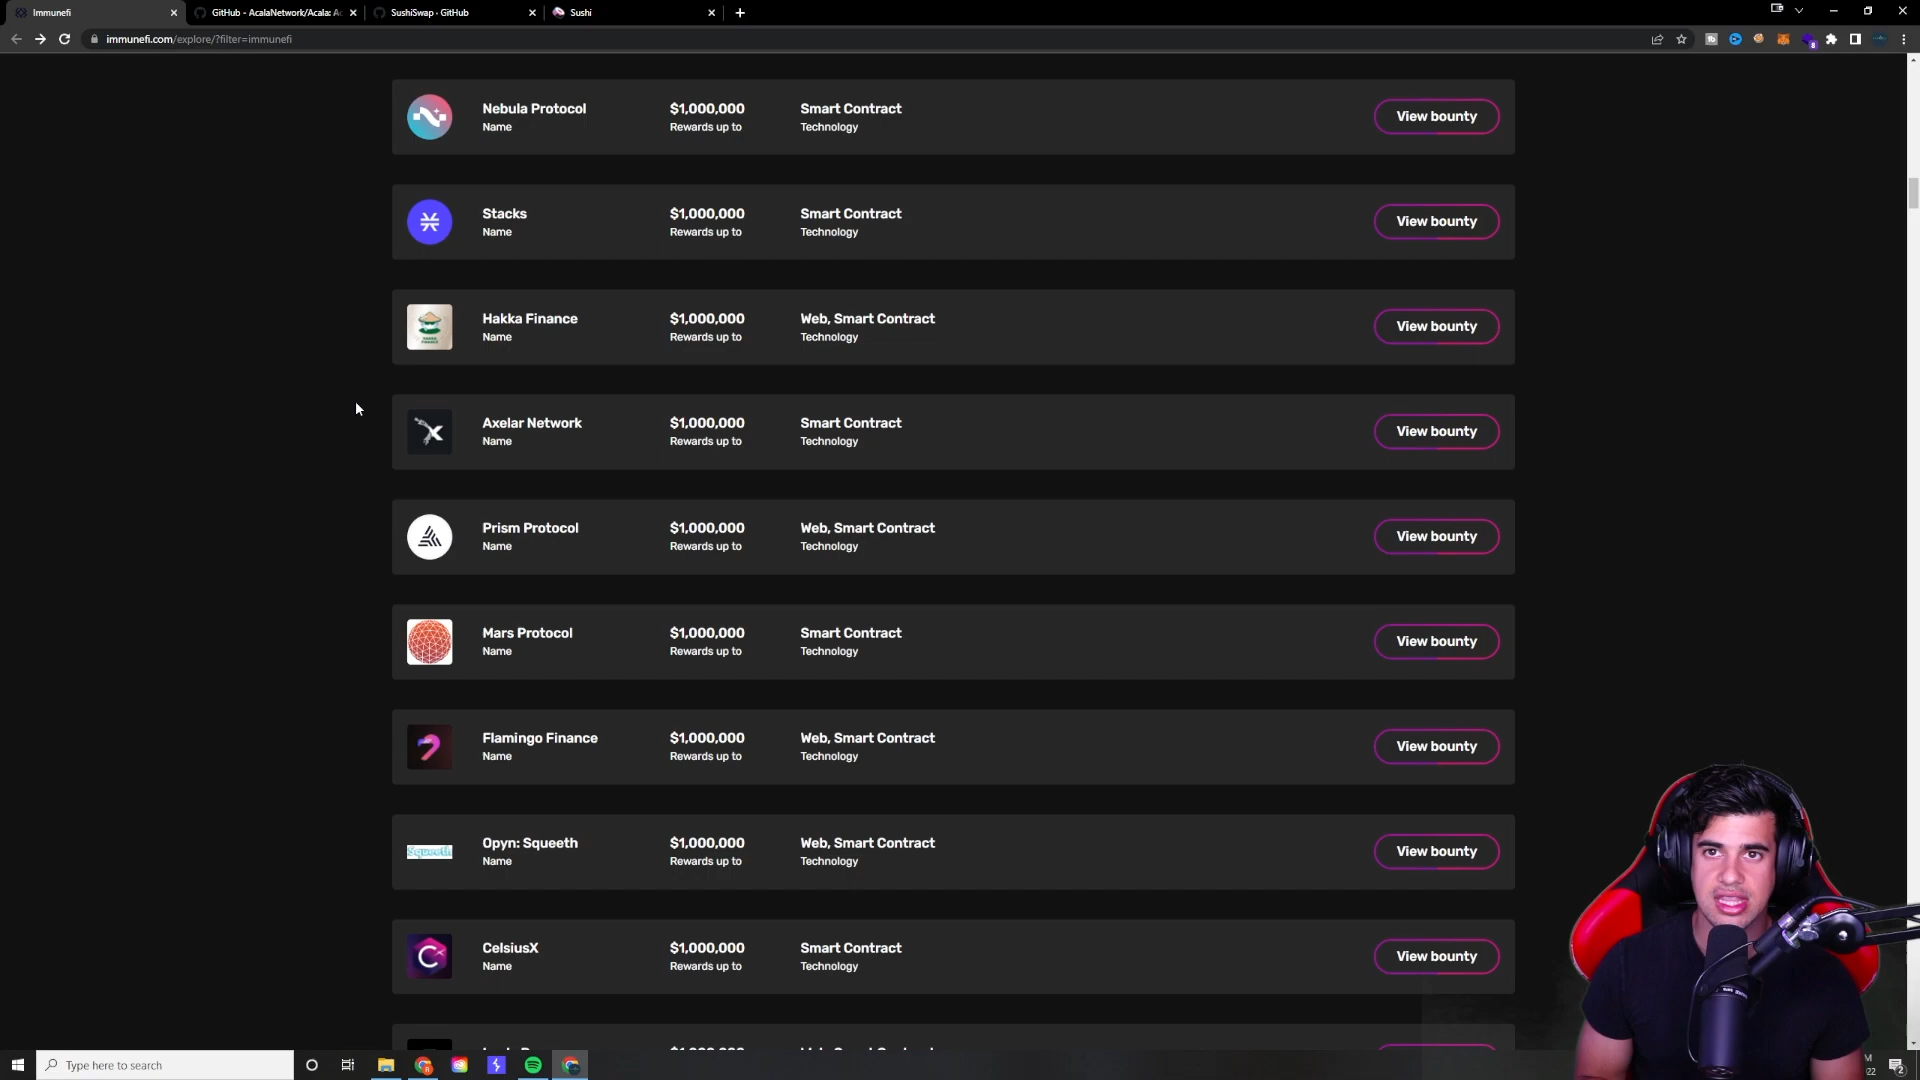 Immunefi
GitHub - AcalaNetwork/Acala: Ac
SushiSwap · GitHub
Sushi
immunefi.com/explore/?filter=immunefi
8
Nebula Protocol
Name
$1,000,000
Rewards up to
Smart Contract
Technology
View bounty
Stacks
Name
$1,000,000
Rewards up to
Smart Contract
Technology
View bounty
Hakka Finance
Name
$1,000,000
Rewards up to
Web, Smart Contract
Technology
View bounty
Axelar Network
Name
$1,000,000
Rewards up to
Smart Contract
Technology
View bounty
Prism Protocol
Name
$1,000,000
Rewards up to
Web, Smart Contract
Technology
View bounty
Mars Protocol
Name
$1,000,000
Rewards up to
Smart Contract
Technology
View bounty
Flamingo Finance
Name
$1,000,000
Rewards up to
Web, Smart Contract
Technology
View bounty
Squeeth
Opyn: Squeeth
Name
$1,000,000
Rewards up to
Web, Smart Contract
Technology
View bounty
CelsiusX
Name
$1,000,000
Rewards up to
Smart Contract
Technology
View bounty
Type here to search
M
22
2